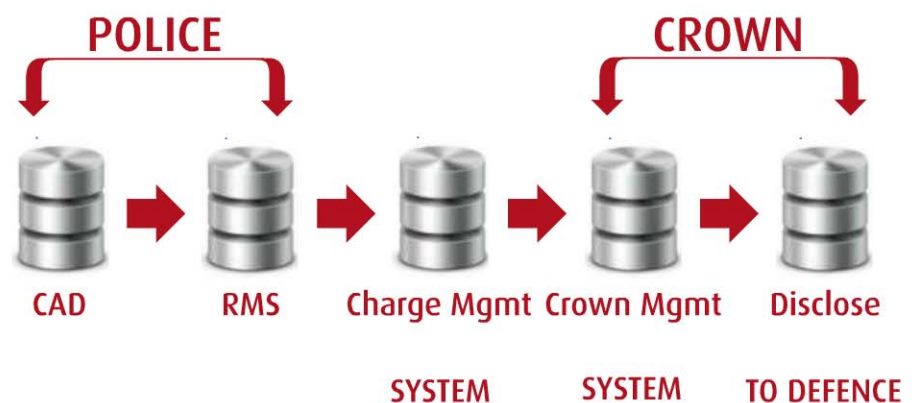 POLICE CROWN
CAD RMS Charge Mgmt Crown Mgmt Disclose
SYSTEM SYSTEM TO DEFENCE